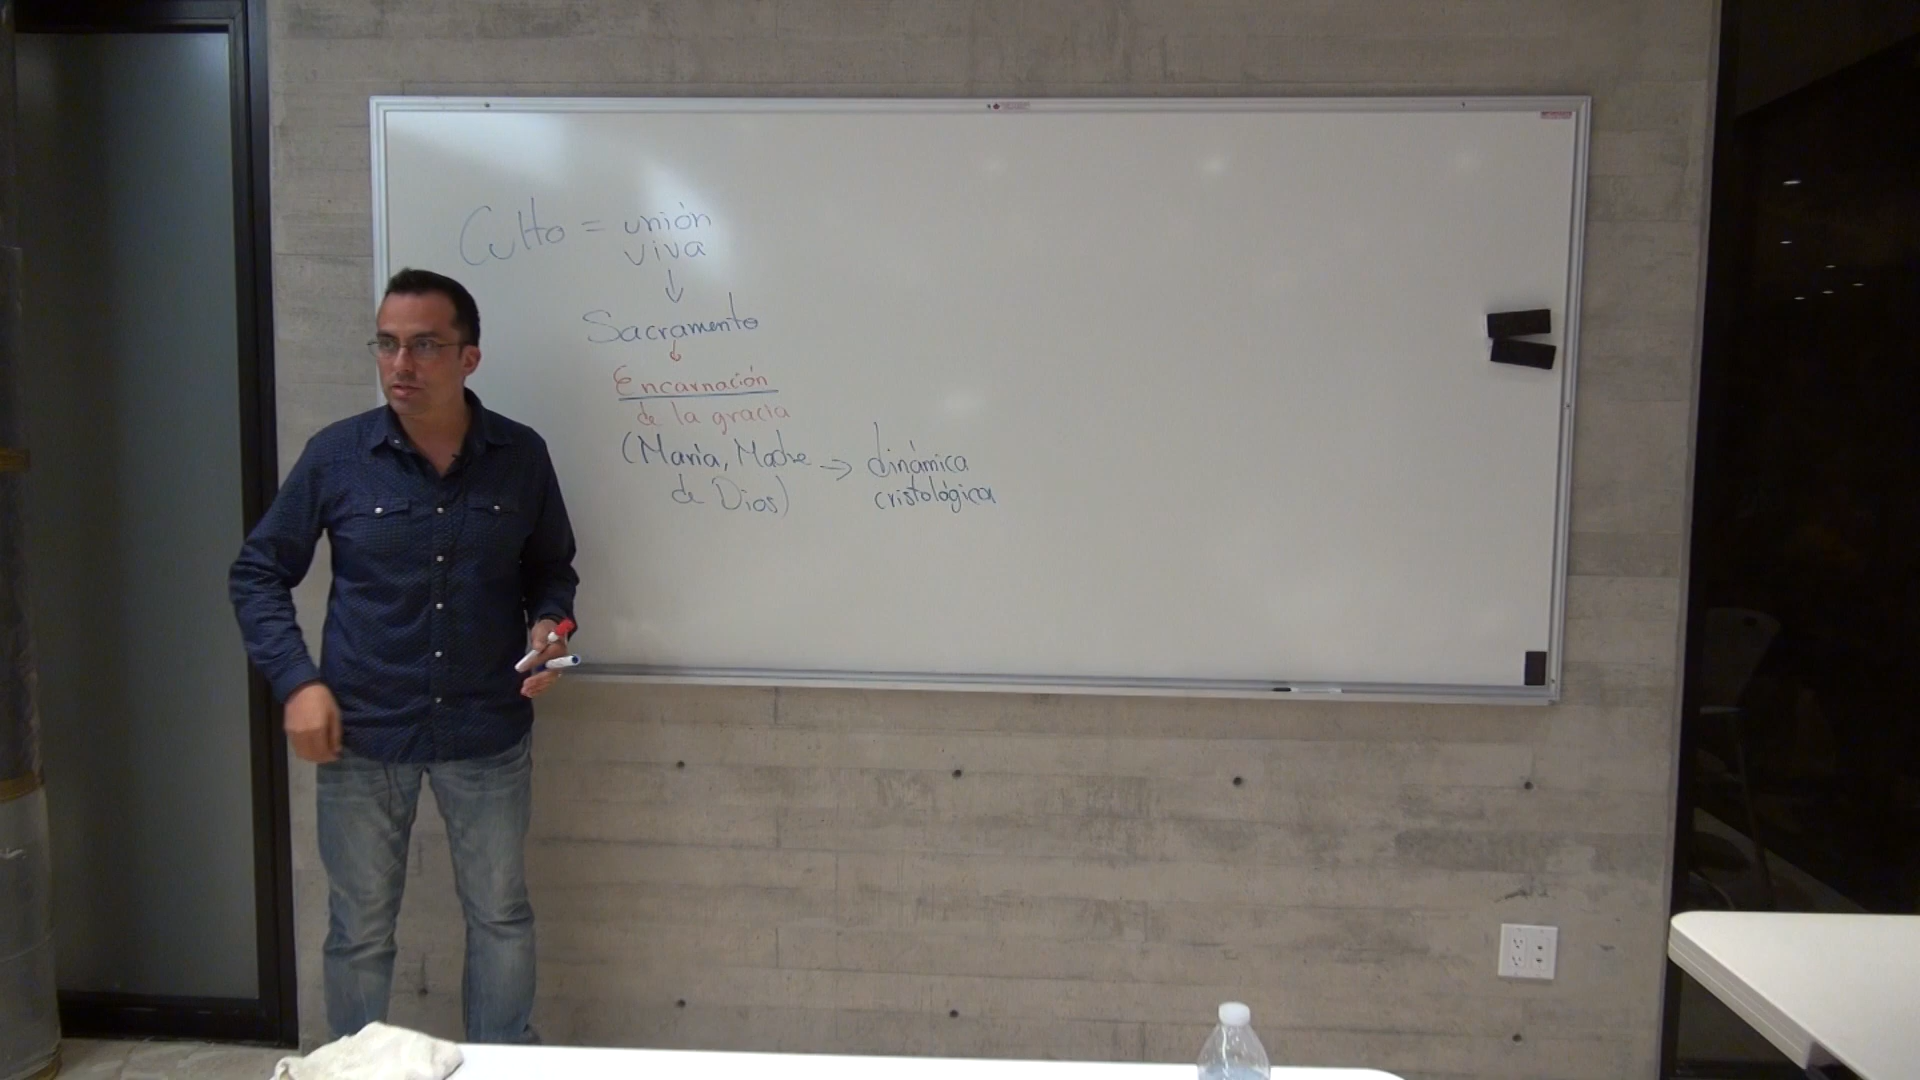 Culto = unión
viva
↓
Sacramento
↓
Encarnación
de la gracia
(María, Madre → dinámica
de Dios) cristológica